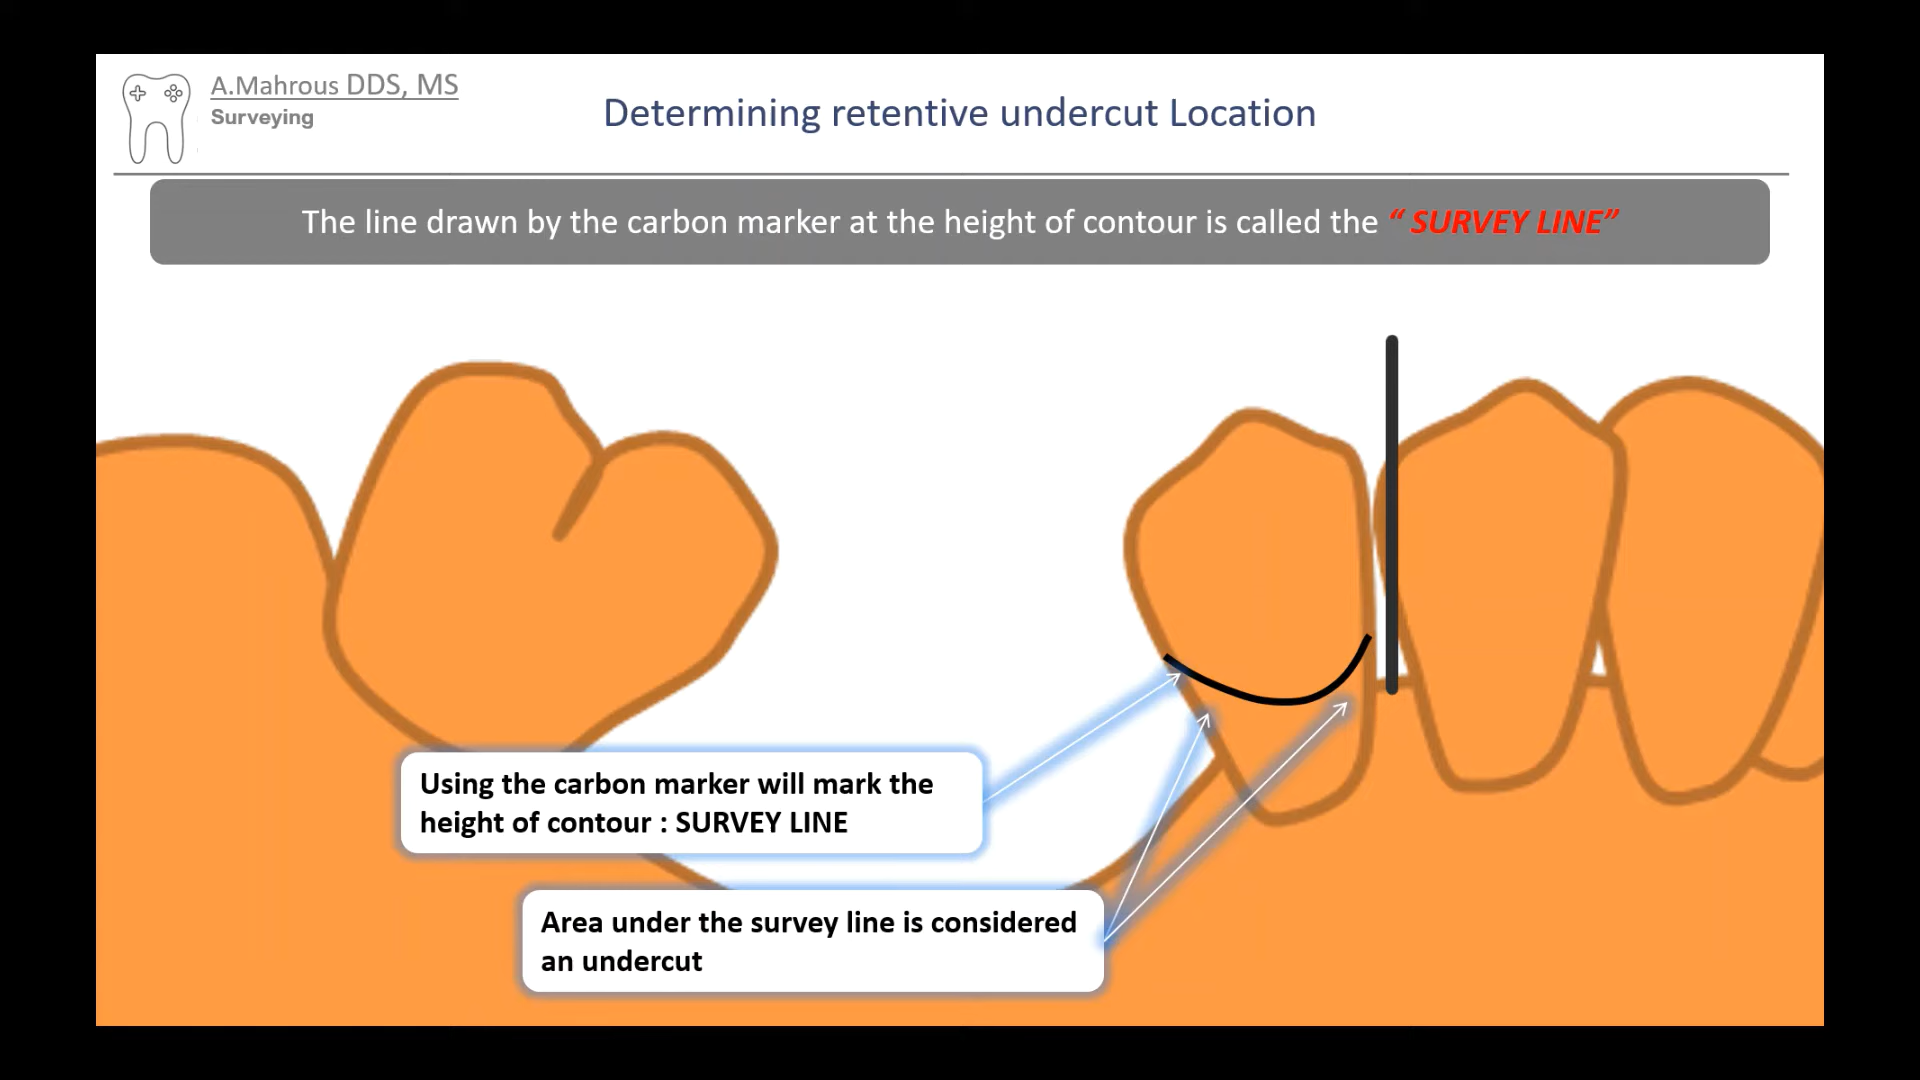 A.Mahrous DDS, MS
Surveying
Determining retentive undercut Location
The line drawn by the carbon marker at the height of contour is called the “ SURVEY LINE”
Using the carbon marker will mark the
height of contour : SURVEY LINE
Area under the survey line is considered
an undercut